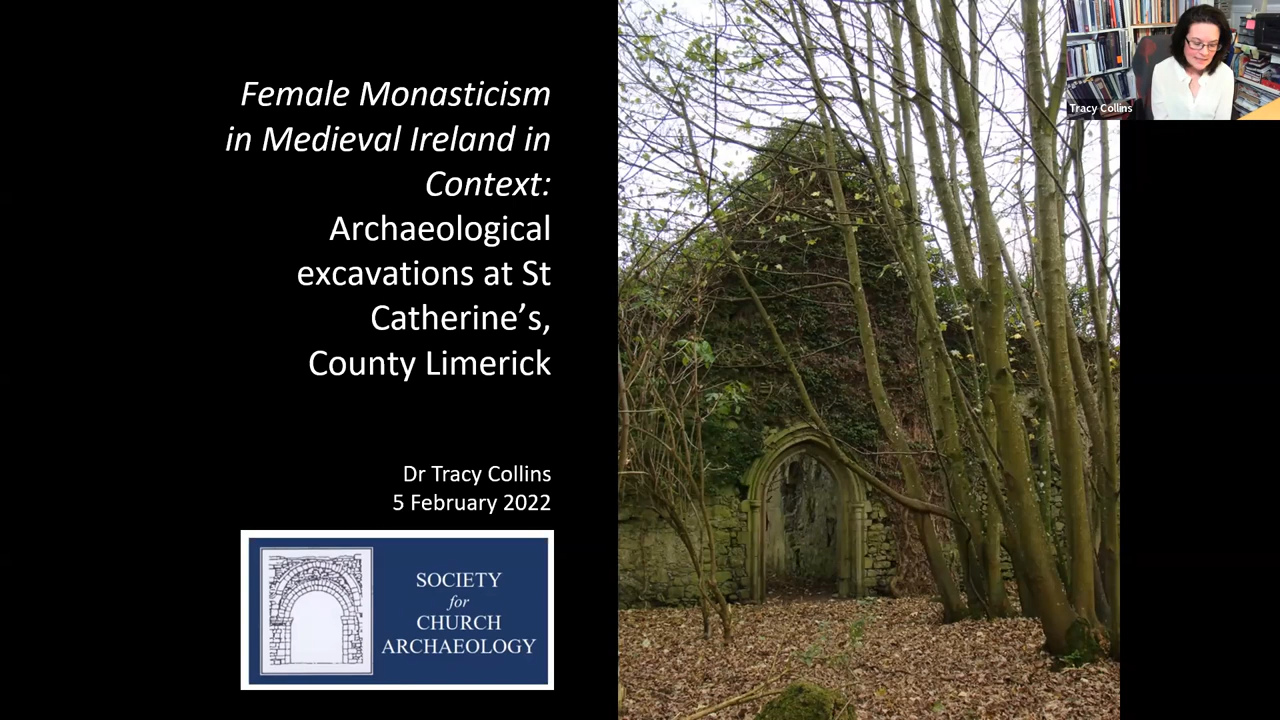 Female Monasticism
in Medieval Ireland in
Context:
Archaeological
excavations at St
Catherine’s,
County Limerick
Dr Tracy Collins
5 February 2022
SOCIETY
for
CHURCH
ARCHAEOLOGY
Tracy Collins